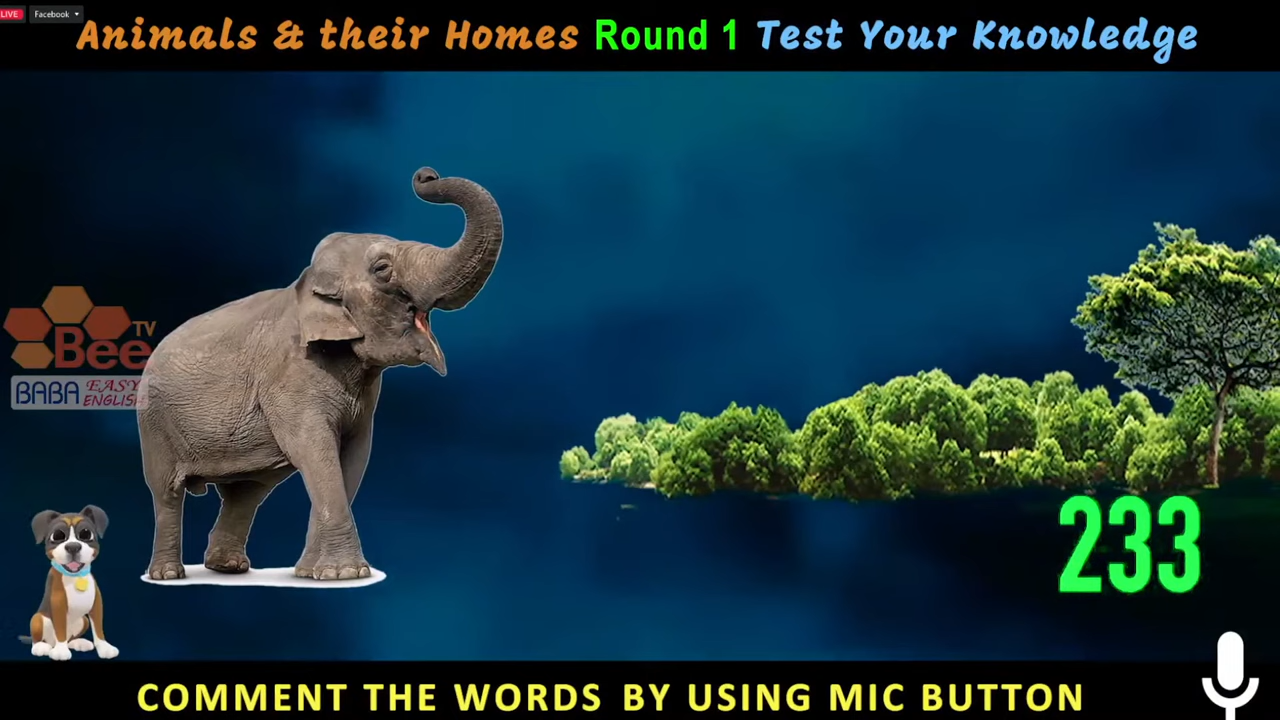 LIVE
Facebook
Animals & their Homes Round 1 Test Your Knowledge
TV
Bee
BABA EASY ENGLISH
233
COMMENT THE WORDS BY USING MIC BUTTON